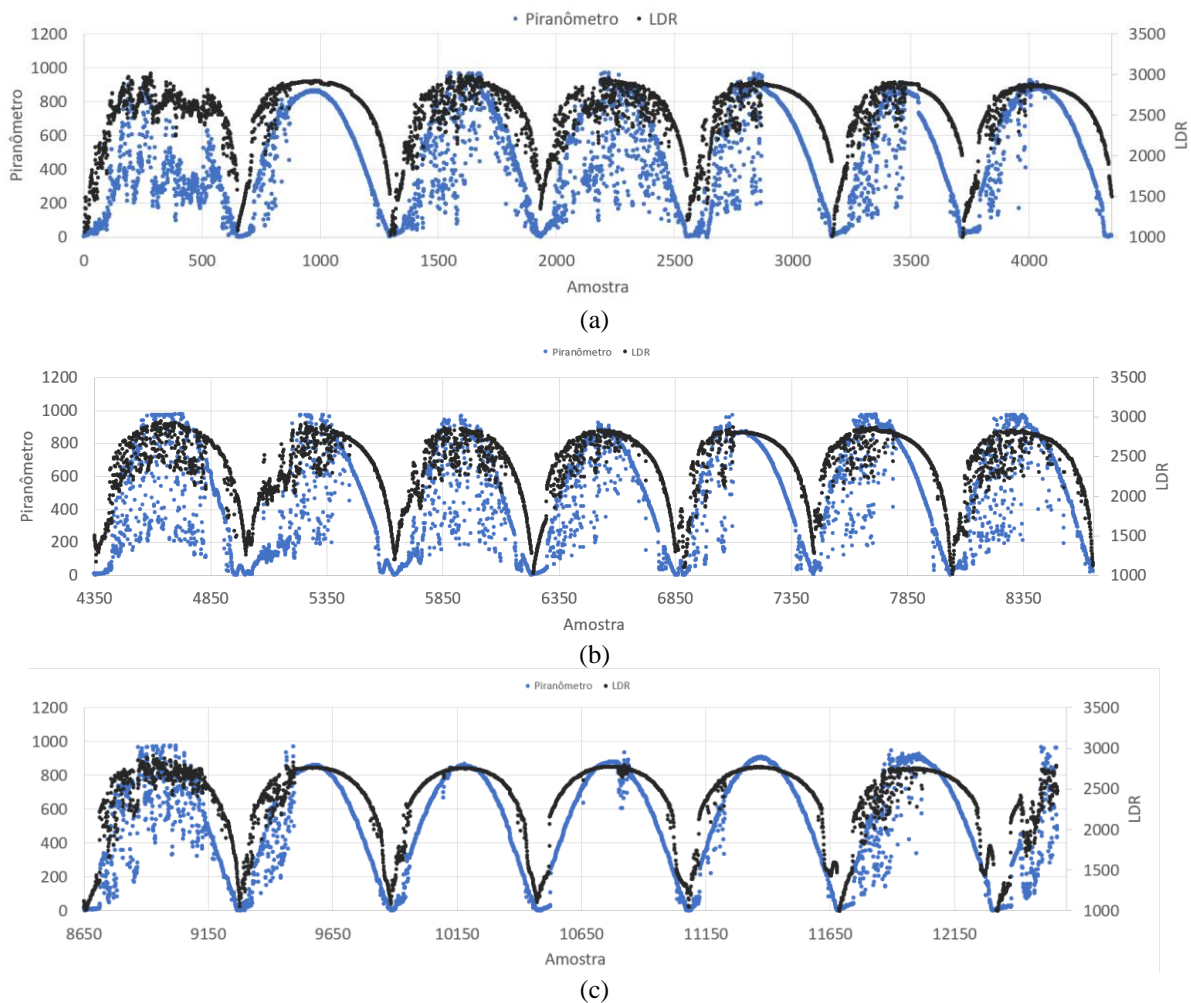 • Piranômetro • LDR
1200 3500
1000 3000
800 2500
600
400 2000
200 1500
0 1000
Piranômetro
LDR
0 500 1000 1500 2000 2500 3000 3500 4000
Amostra
(a)
• Piranômetro • LDR
1200 3500
1000 3000
800 2500
600
400 2000
200 1500
0 1000
Piranômetro
LDR
4350 4850 5350 5850 6350 6850 7350 7850 8350
Amostra
(b)
• Piranômetro • LDR
1200 3500
1000 3000
800 2500
600
400 2000
200 1500
0 1000
Piranômetro
LDR
8650 9150 9650 10150 10650 11150 11650 12150
Amostra
(c)